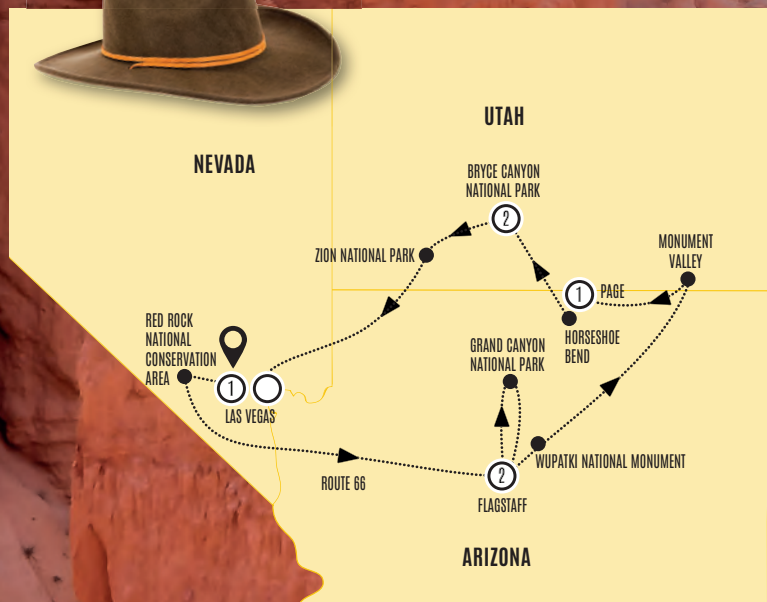 UTAH
NEVADA
BRYCE CANYON
NATIONAL PARK
2
ZION NATIONAL PARK
MONUMENT
VALLEY
1
PAGE
HORSESHOE
BEND
RED ROCK
NATIONAL
CONSERVATION
AREA
1
LAS VEGAS
GRAND CANYON
NATIONAL PARK
WUPATKI NATIONAL MONUMENT
2
FLAGSTAFF
ROUTE 66
ARIZONA